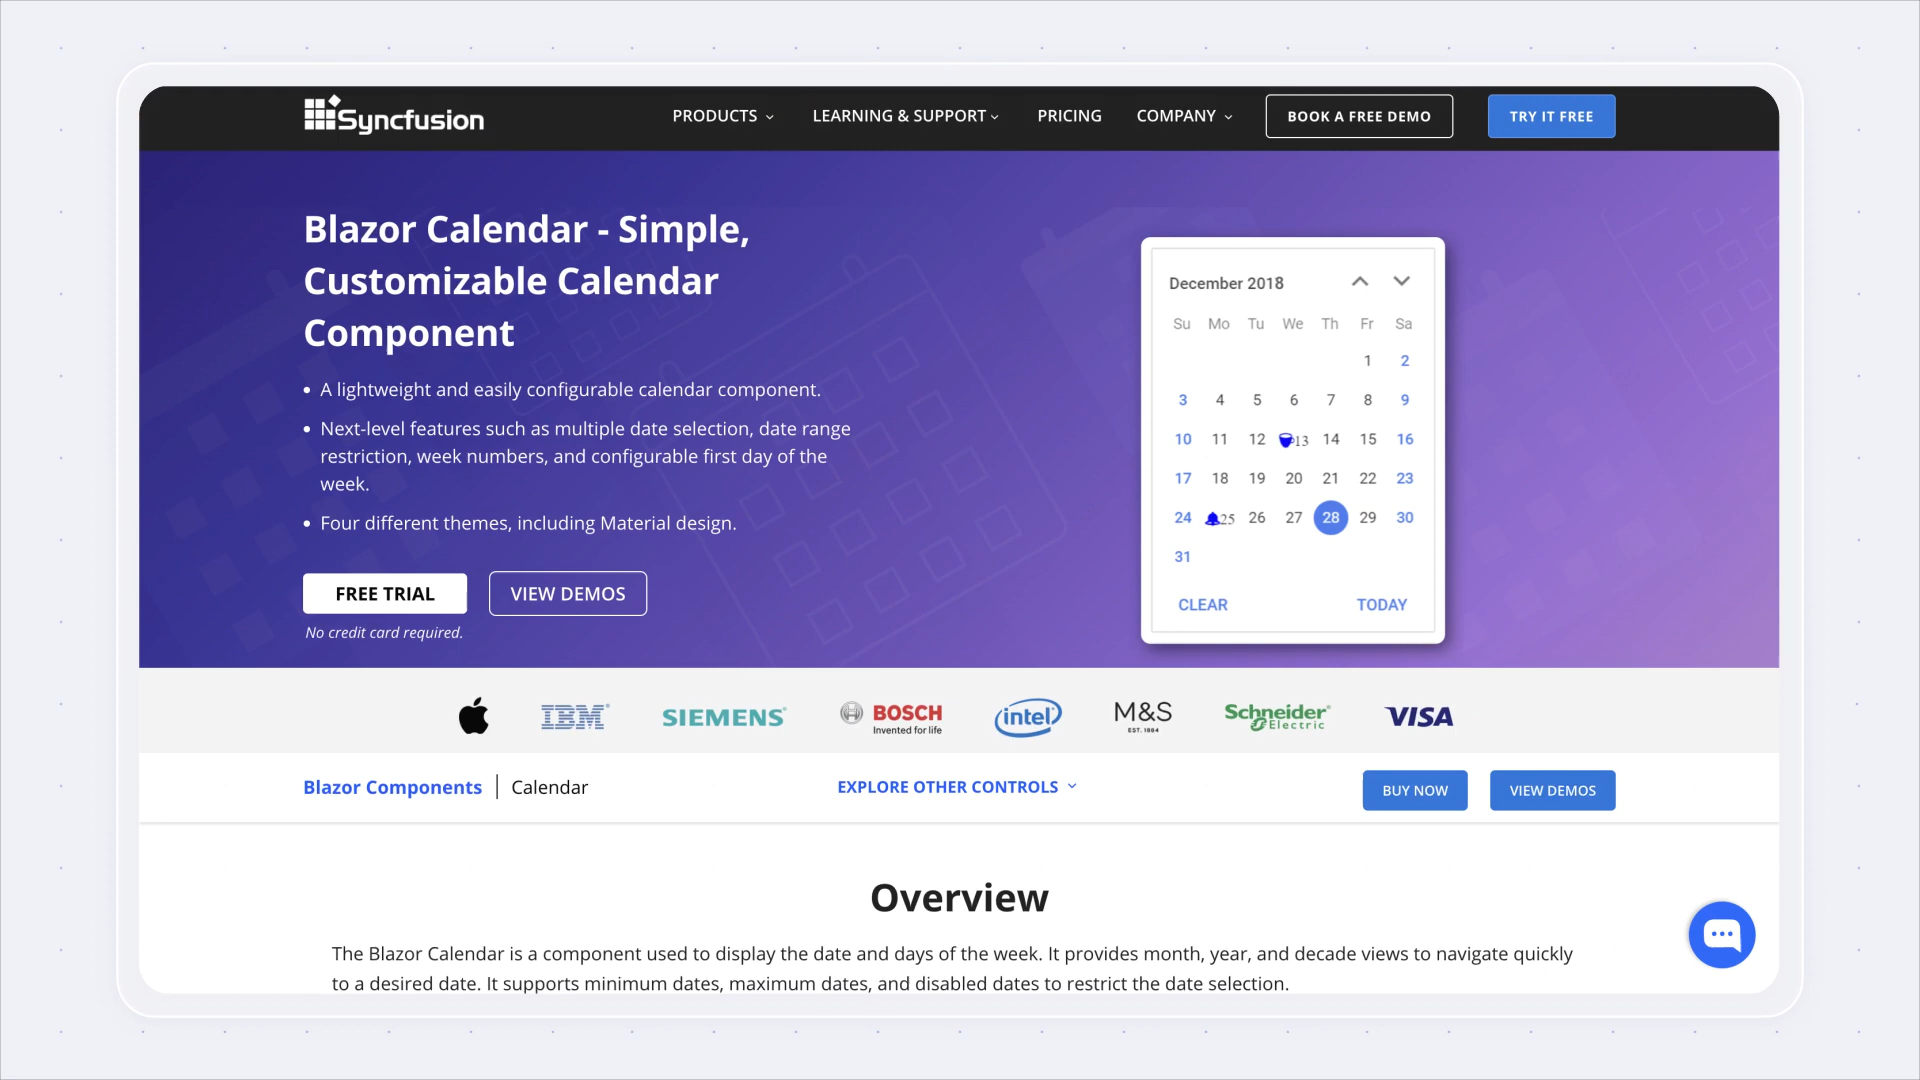 Syncfusion
PRODUCTS
LEARNING & SUPPORT
PRICING
COMPANY
BOOK A FREE DEMO
TRY IT FREE
Blazor Calendar - Simple,
Customizable Calendar
Component
• A lightweight and easily configurable calendar component.
• Next-level features such as multiple date selection, date range
restriction, week numbers, and configurable first day of the
week.
• Four different themes, including Material design.
FREE TRIAL
VIEW DEMOS
No credit card required.
December 2018
Su Mo Tu We Th Fr Sa
1 2
3 4 5 6 7 8 9
10 11 12 13 14 15 16
17 18 19 20 21 22 23
24 25 26 27 28 29 30
31
CLEAR
TODAY
IBM
SIEMENS
BOSCH
Invented for life
intel
M&S
EST. 1884
Schneider
Electric
VISA
Blazor Components | Calendar
EXPLORE OTHER CONTROLS
BUY NOW
VIEW DEMOS
Overview
The Blazor Calendar is a component used to display the date and days of the week. It provides month, year, and decade views to navigate quickly
to a desired date. It supports minimum dates, maximum dates, and disabled dates to restrict the date selection.